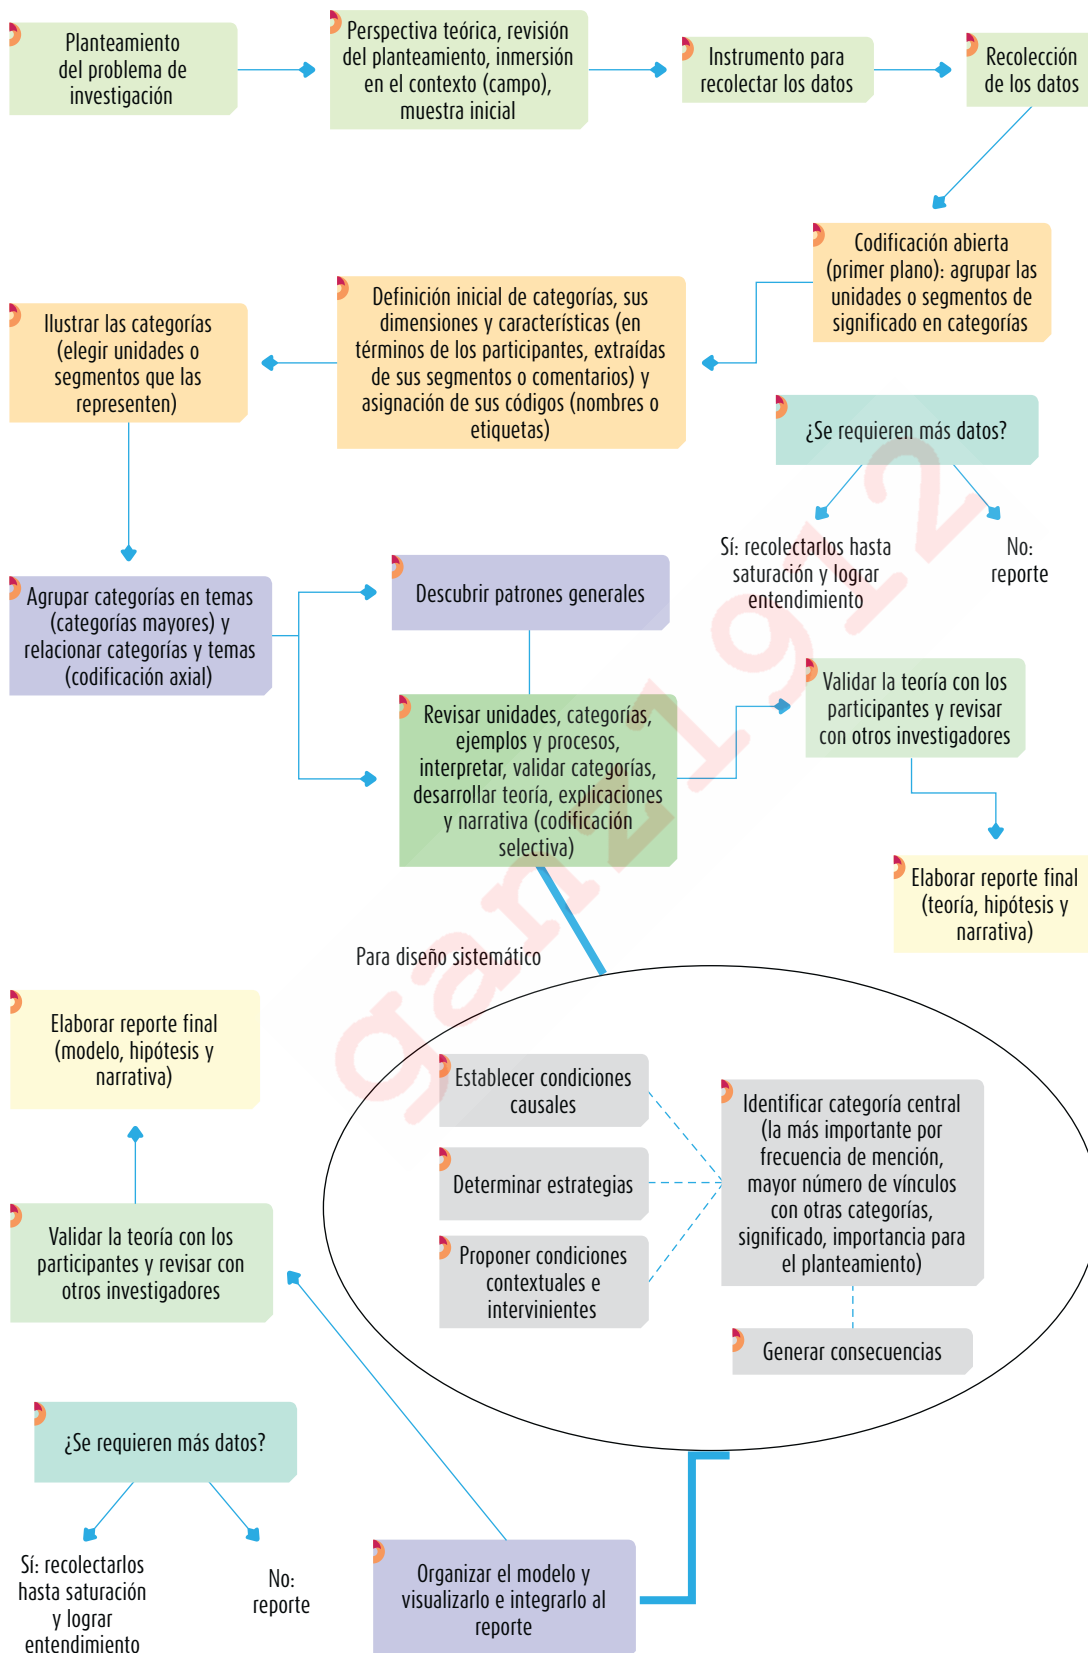 Planteamiento
del problema de
investigación
Perspectiva teórica, revisión
del planteamiento, inmersión
en el contexto (campo),
muestra inicial
Instrumento para
recolectar los datos
Recolección
de los datos
Codificación abierta
(primer plano): agrupar las
unidades o segmentos de
significado en categorías
Definición inicial de categorías, sus
dimensiones y características (en
términos de los participantes, extraídas
de sus segmentos o comentarios) y
asignación de sus códigos (nombres o
etiquetas)
Ilustrar las categorías
(elegir unidades o
segmentos que las
representen)
¿Se requieren más datos?
Sí: recolectarlos hasta
saturación y lograr
entendimiento
No:
reporte
Agrupar categorías en temas
(categorías mayores) y
relacionar categorías y temas
(codificación axial)
Descubrir patrones generales
Revisar unidades, categorías,
ejemplos y procesos,
interpretar, validar categorías,
desarrollar teoría, explicaciones
y narrativa (codificación
selectiva)
Validar la teoría con los
participantes y revisar
con otros investigadores
Elaborar reporte final
(teoría, hipótesis y
narrativa)
Para diseño sistemático
Establecer condiciones
causales
Determinar estrategias
Proponer condiciones
contextuales e
intervinientes
Identificar categoría central
(la más importante por
frecuencia de mención,
mayor número de vínculos
con otras categorías,
significado, importancia para
el planteamiento)
Generar consecuencias
Elaborar reporte final
(modelo, hipótesis y
narrativa)
Validar la teoría con los
participantes y revisar con
otros investigadores
¿Se requieren más datos?
Sí: recolectarlos
hasta saturación
y lograr
entendimiento
No:
reporte
Organizar el modelo y
visualizarlo e integrarlo al
reporte
ganz1912